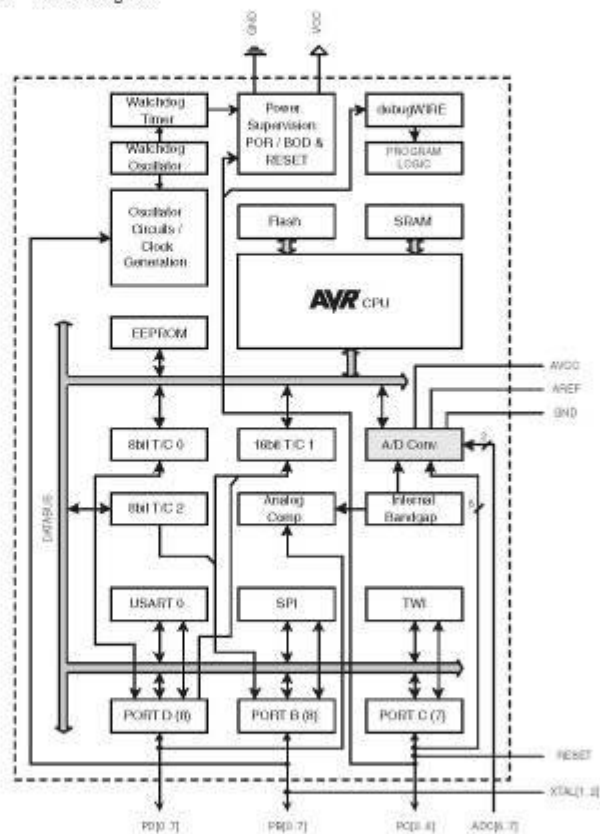 GND
VCC
Watchdog
Timer
Power
Supervision
POR / BOD &
RESET
debugWIRE
Watchdog
Oscillator
PROGRAM
LOGIC
Oscillator
Circuits /
Clock
Generation
Flash
SRAM
AVR CPU
EEPROM
AVCC
AREF
GND
8bit T/C 0
16bit T/C 1
A/D Conv.
2
8bit T/C 2
Analog
Comp.
Internal
Bandgap
6
DATABUS
USART 0
SPI
TWI
PORT D (8)
PORT B (8)
PORT C (7)
RESET
XTAL[1..2]
PD[0..7]
PB[0..7]
PC[0..6]
ADC[6..7]